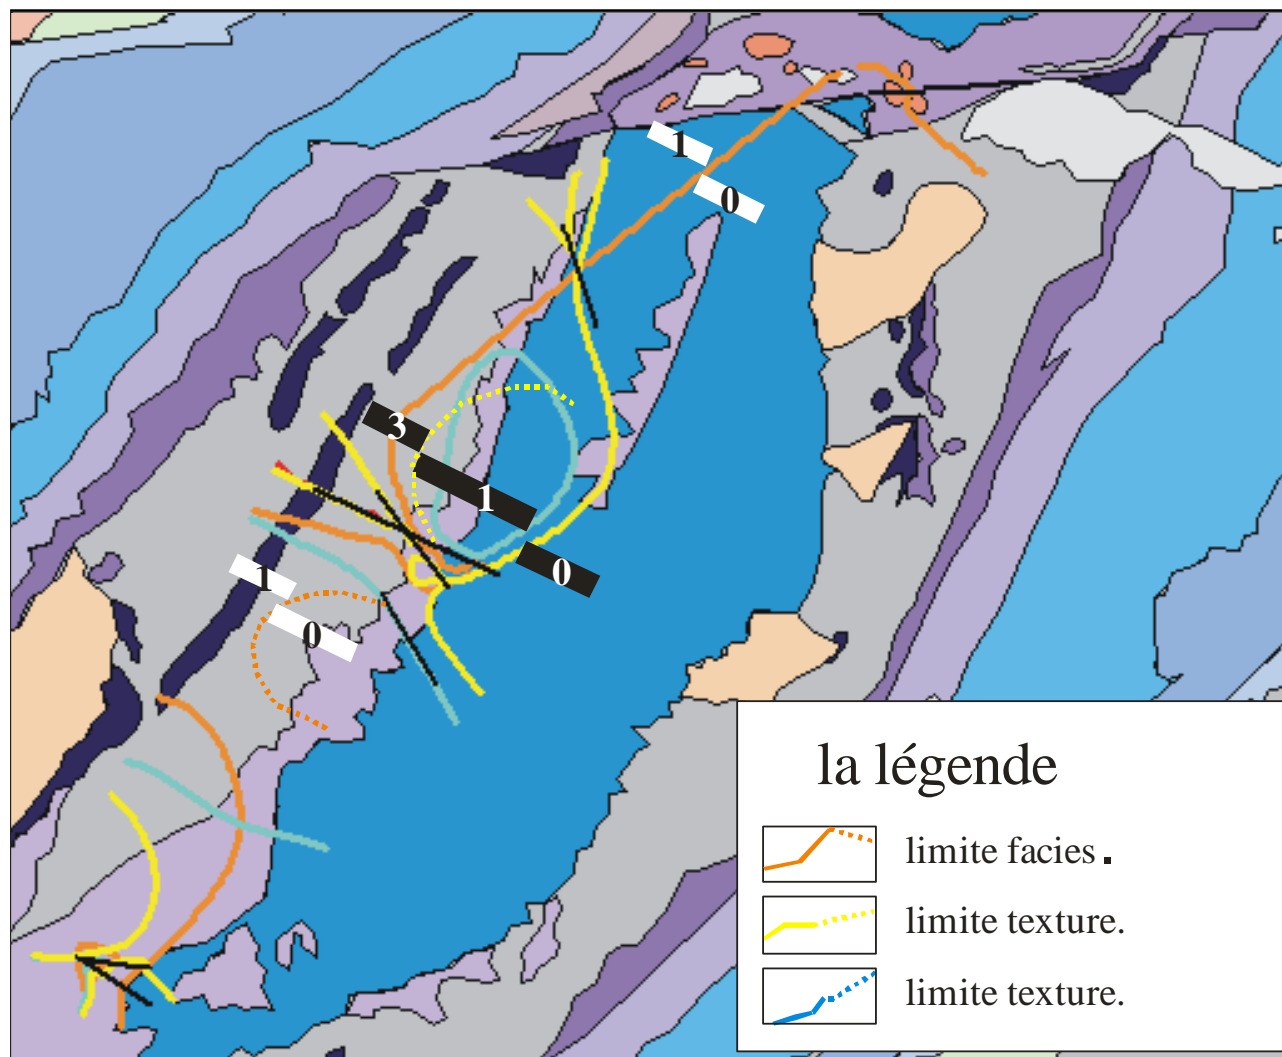 1
0
3
1
0
1
0
la légende
limite facies .
limite texture.
limite texture.